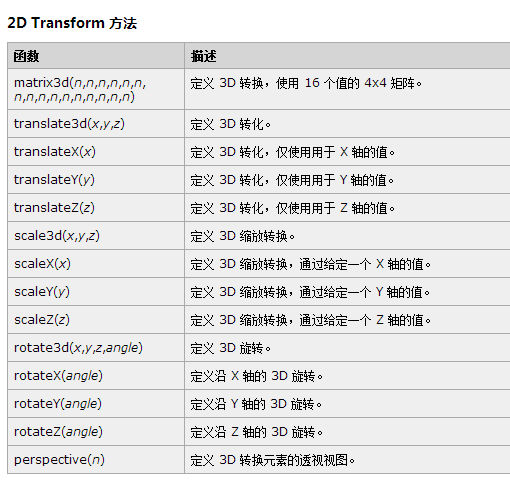 2D Transform 方法
函数 描述
matrix3d(n,n,n,n,n,n, 定义 3D 转换，使用 16 个值的 4x4 矩阵。
n,n,n,n,n,n,n,n,n,n)
translate3d(x,y,z) 定义 3D 转化。
translateX(x) 定义 3D 转化，仅使用用于 X 轴的值。
translateY(y) 定义 3D 转化，仅使用用于 Y 轴的值。
translateZ(z) 定义 3D 转化，仅使用用于 Z 轴的值。
scale3d(x,y,z) 定义 3D 缩放转换。
scaleX(x) 定义 3D 缩放转换，通过给定一个 X 轴的值。
scaleY(y) 定义 3D 缩放转换，通过给定一个 Y 轴的值。
scaleZ(z) 定义 3D 缩放转换，通过给定一个 Z 轴的值。
rotate3d(x,y,z,angle) 定义 3D 旋转。
rotateX(angle) 定义沿 X 轴的 3D 旋转。
rotateY(angle) 定义沿 Y 轴的 3D 旋转。
rotateZ(angle) 定义沿 Z 轴的 3D 旋转。
perspective(n) 定义 3D 转换元素的透视视图。